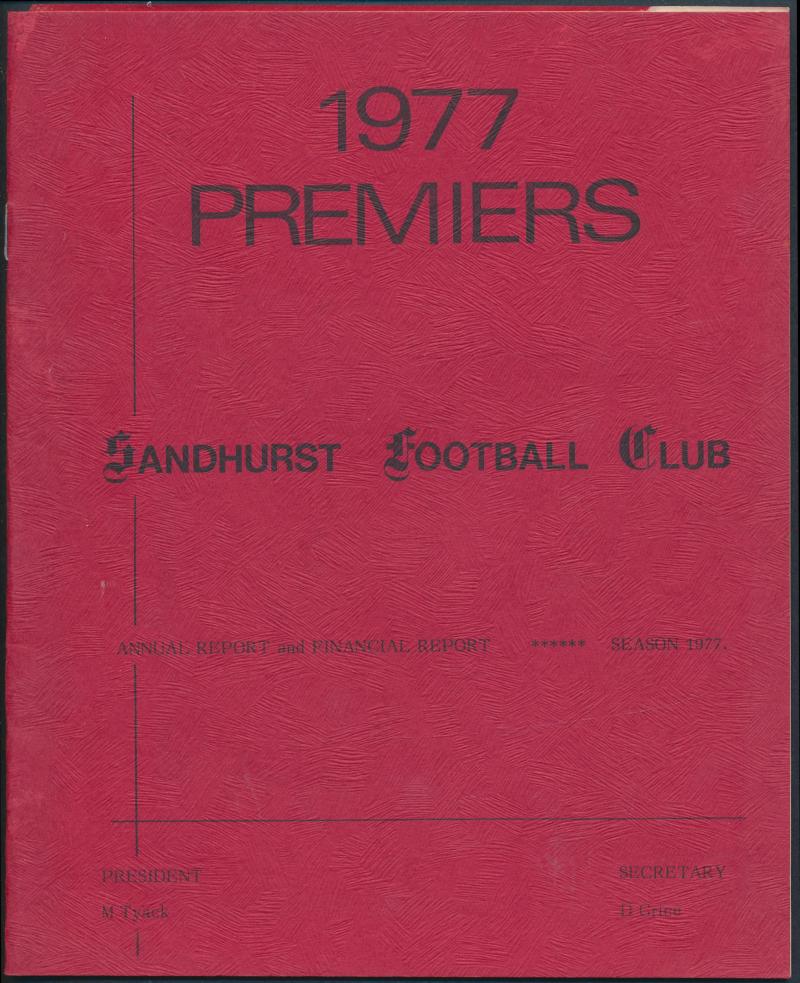 1977
PREMIERS
SANDHURST FOOTBALL CLUB
ANNUAL REPORT and FINANCIAL REPORT ****** SEASON 1977.
PRESIDENT
SECRETARY
M Tyack
D Grice